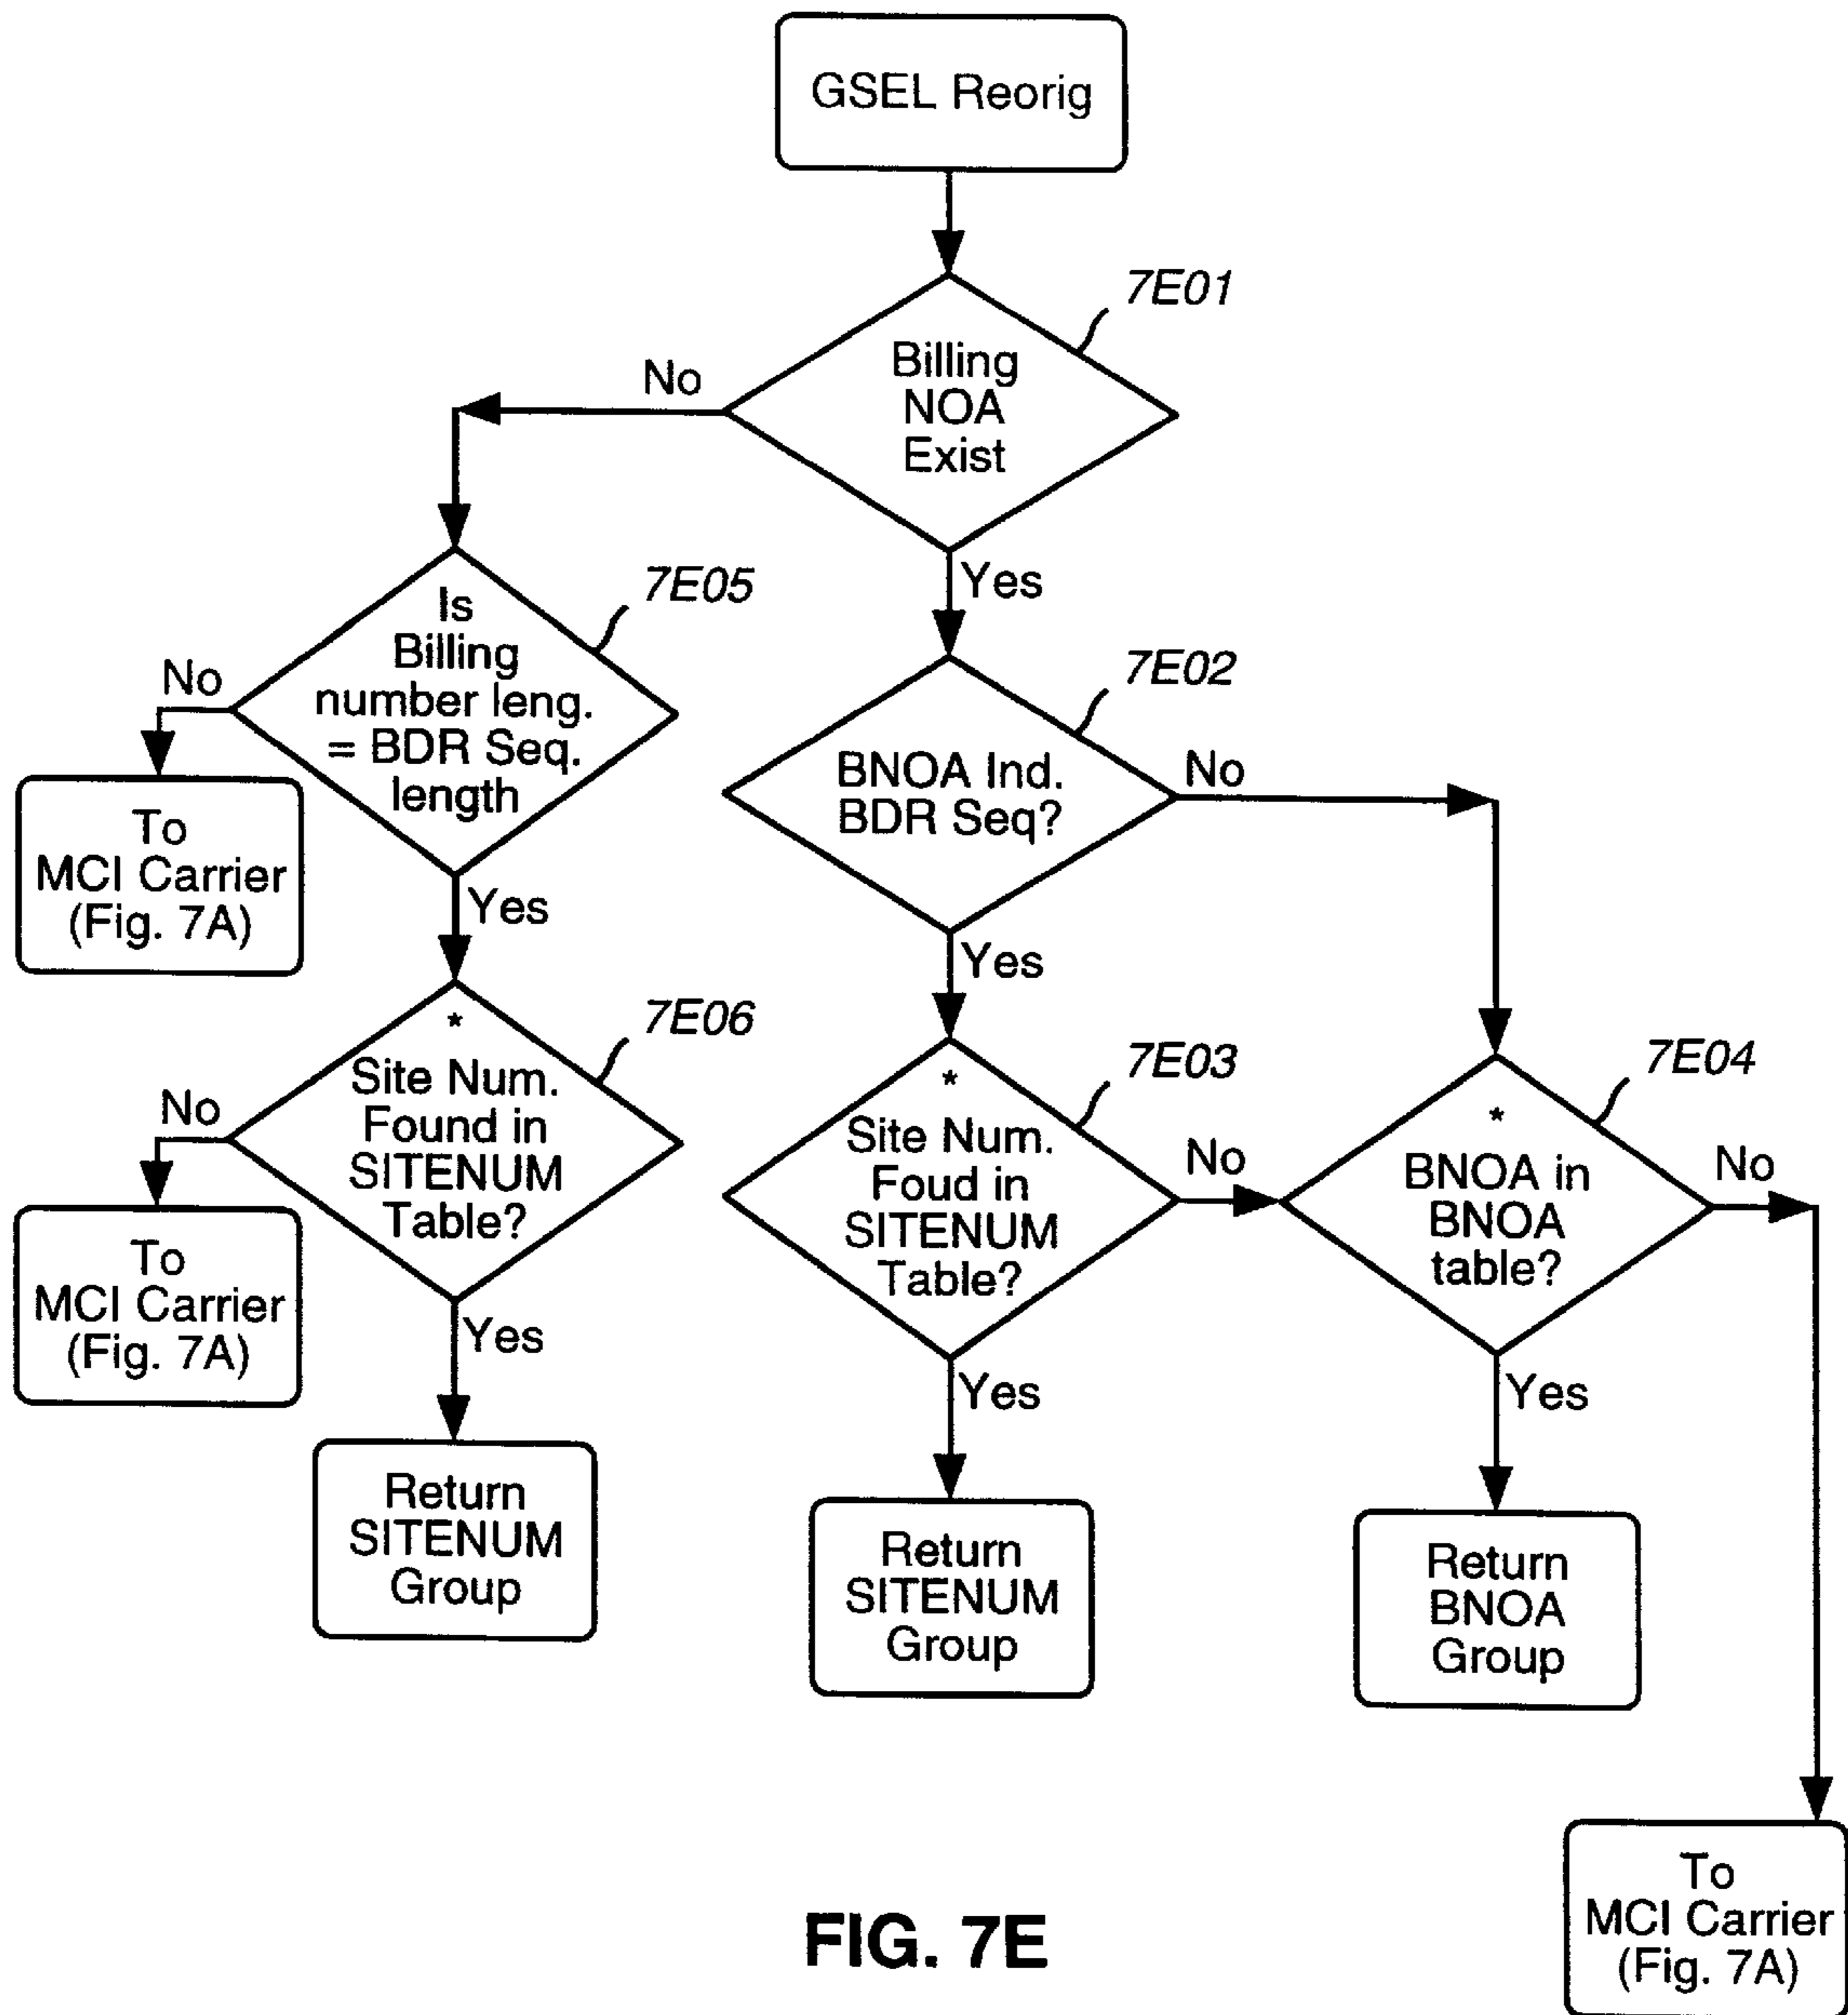 GSEL Reorig
7E01
Billing
NOA
Exist
No
Yes
7E05
Is
Billing
number leng.
= BDR Seq.
length
No
Yes
7E02
BNOA Ind.
BDR Seq?
No
Yes
To
MCI Carrier
(Fig. 7A)
7E06
*
Site Num.
Found in
SITENUM
Table?
No
Yes
7E03
*
Site Num.
Foud in
SITENUM
Table?
No
Yes
7E04
*
BNOA in
BNOA
table?
No
Yes
To
MCI Carrier
(Fig. 7A)
Return
SITENUM
Group
Return
SITENUM
Group
Return
BNOA
Group
To
MCI Carrier
(Fig. 7A)
FIG. 7E